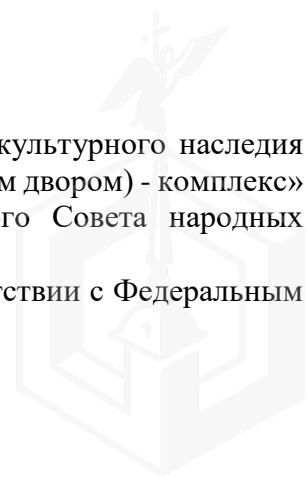 культурного наследия
м двором) - комплекс»
го Совета народных
тствии с Федеральным